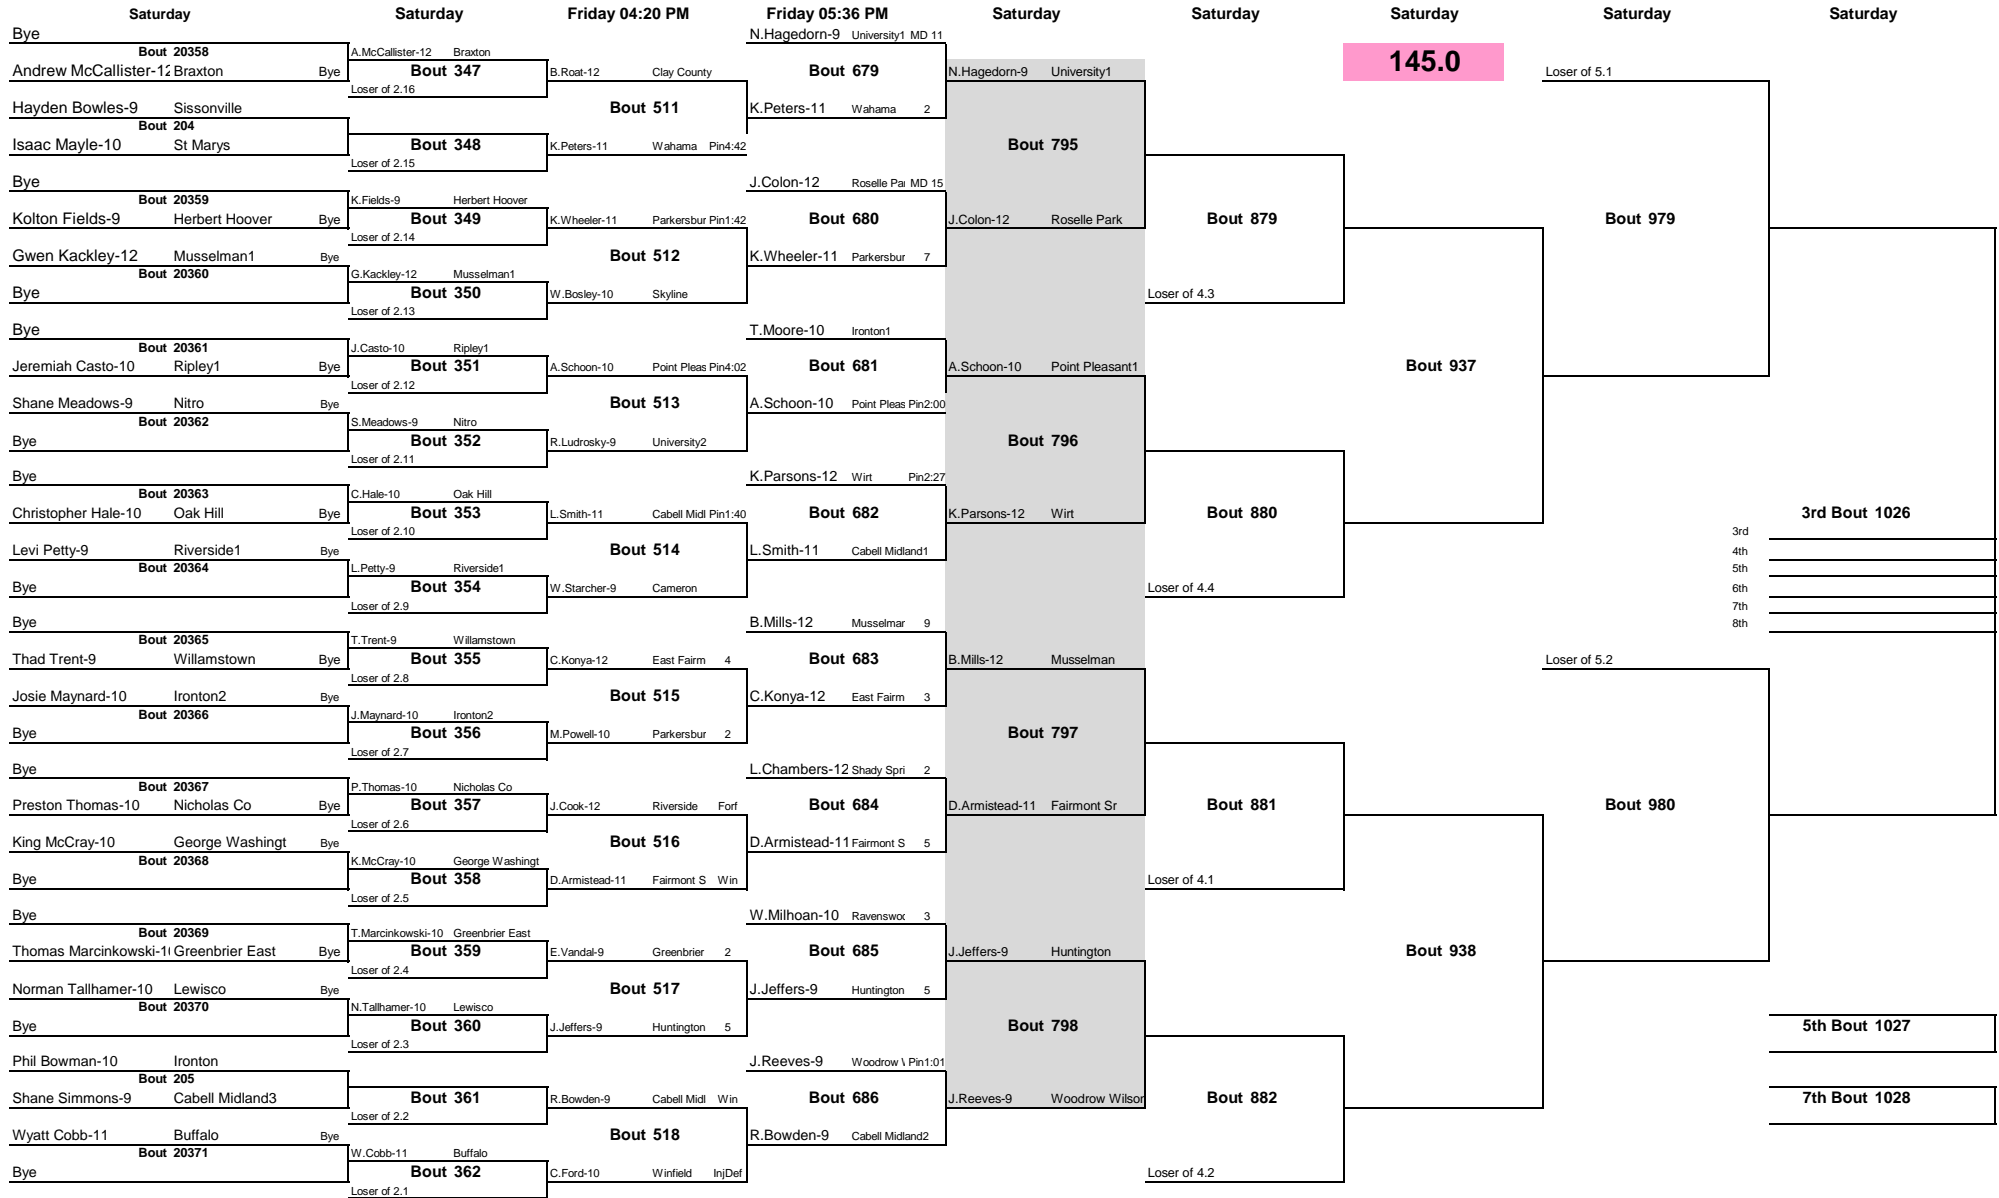 Saturday Saturday Friday 04:20 PM Friday 05:36 PM Saturday Saturday Saturday Saturday Saturday
145.0
Bye
Bout 20358
Andrew McCallister-12 Braxton Bye
Hayden Bowles-9 Sissonville
Bout 204
Isaac Mayle-10 St Marys
Bye
Bout 20359
Kolton Fields-9 Herbert Hoover Bye
Gwen Kackley-12 Musselman1 Bye
Bout 20360
Bye
Bye
Bout 20361
Jeremiah Casto-10 Ripley1 Bye
Shane Meadows-9 Nitro Bye
Bout 20362
Bye
Bye
Bout 20363
Christopher Hale-10 Oak Hill Bye
Levi Petty-9 Riverside1 Bye
Bout 20364
Bye
Bye
Bout 20365
Thad Trent-9 Willamstown Bye
Josie Maynard-10 Ironton2 Bye
Bout 20366
Bye
Bye
Bout 20367
Preston Thomas-10 Nicholas Co Bye
King McCray-10 George Washingt Bye
Bout 20368
Bye
Bye
Bout 20369
Thomas Marcinkowski-10 Greenbrier East Bye
Norman Tallhamer-10 Lewisco Bye
Bout 20370
Bye
Phil Bowman-10 Ironton
Bout 205
Shane Simmons-9 Cabell Midland3
Wyatt Cobb-11 Buffalo Bye
Bout 20371
Bye
A.McCallister-12 Braxton
Bout 347
Loser of 2.16
Bout 348
Loser of 2.15
K.Fields-9 Herbert Hoover
Bout 349
Loser of 2.14
G.Kackley-12 Musselman1
Bout 350
Loser of 2.13
J.Casto-10 Ripley1
Bout 351
Loser of 2.12
S.Meadows-9 Nitro
Bout 352
Loser of 2.11
C.Hale-10 Oak Hill
Bout 353
Loser of 2.10
L.Petty-9 Riverside1
Bout 354
Loser of 2.9
T.Trent-9 Willamstown
Bout 355
Loser of 2.8
J.Maynard-10 Ironton2
Bout 356
Loser of 2.7
P.Thomas-10 Nicholas Co
Bout 357
Loser of 2.6
K.McCray-10 George Washingt
Bout 358
Loser of 2.5
T.Marcinkowski-10 Greenbrier East
Bout 359
Loser of 2.4
N.Tallhamer-10 Lewisco
Bout 360
Loser of 2.3
Bout 361
Loser of 2.2
W.Cobb-11 Buffalo
Bout 362
Loser of 2.1
B.Roat-12 Clay County
Bout 511
K.Peters-11 Wahama Pin4:42
K.Wheeler-11 Parkersbur Pin1:42
Bout 512
W.Bosley-10 Skyline
A.Schoon-10 Point Pleas Pin4:02
Bout 513
R.Ludrosky-9 University2
L.Smith-11 Cabell Midl Pin1:40
Bout 514
W.Starcher-9 Cameron
C.Konya-12 East Fairm 4
Bout 515
M.Powell-10 Parkersbur 2
J.Cook-12 Riverside Forf
Bout 516
D.Armistead-11 Fairmont S Win
E.Vandal-9 Greenbrier 2
Bout 517
J.Jeffers-9 Huntington 5
R.Bowden-9 Cabell Midl Win
Bout 518
C.Ford-10 Winfield InjDef
N.Hagedorn-9 University1 MD 11
Bout 679
K.Peters-11 Wahama 2
J.Colon-12 Roselle Par MD 15
Bout 680
K.Wheeler-11 Parkersbur 7
T.Moore-10 Ironton1
Bout 681
A.Schoon-10 Point Pleas Pin2:00
K.Parsons-12 Wirt Pin2:27
Bout 682
L.Smith-11 Cabell Midland1
B.Mills-12 Musselmar 9
Bout 683
C.Konya-12 East Fairm 3
L.Chambers-12 Shady Spri 2
Bout 684
D.Armistead-11 Fairmont S 5
W.Milhoan-10 Ravenswo 3
Bout 685
J.Jeffers-9 Huntington 5
J.Reeves-9 Woodrow Pin1:01
Bout 686
R.Bowden-9 Cabell Midland2
N.Hagedorn-9 University1
Bout 795
J.Colon-12 Roselle Park
A.Schoon-10 Point Pleasant1
Bout 796
K.Parsons-12 Wirt
B.Mills-12 Musselman
Bout 797
D.Armistead-11 Fairmont Sr
J.Jeffers-9 Huntington
Bout 798
J.Reeves-9 Woodrow Wilson
Bout 879
Loser of 4.3
Bout 880
Loser of 4.4
Bout 881
Loser of 4.1
Bout 882
Loser of 4.2
Bout 937
Bout 938
Loser of 5.1
Bout 979
Loser of 5.2
Bout 980
3rd Bout 1026
3rd
4th
5th
6th
7th
8th
5th Bout 1027
7th Bout 1028